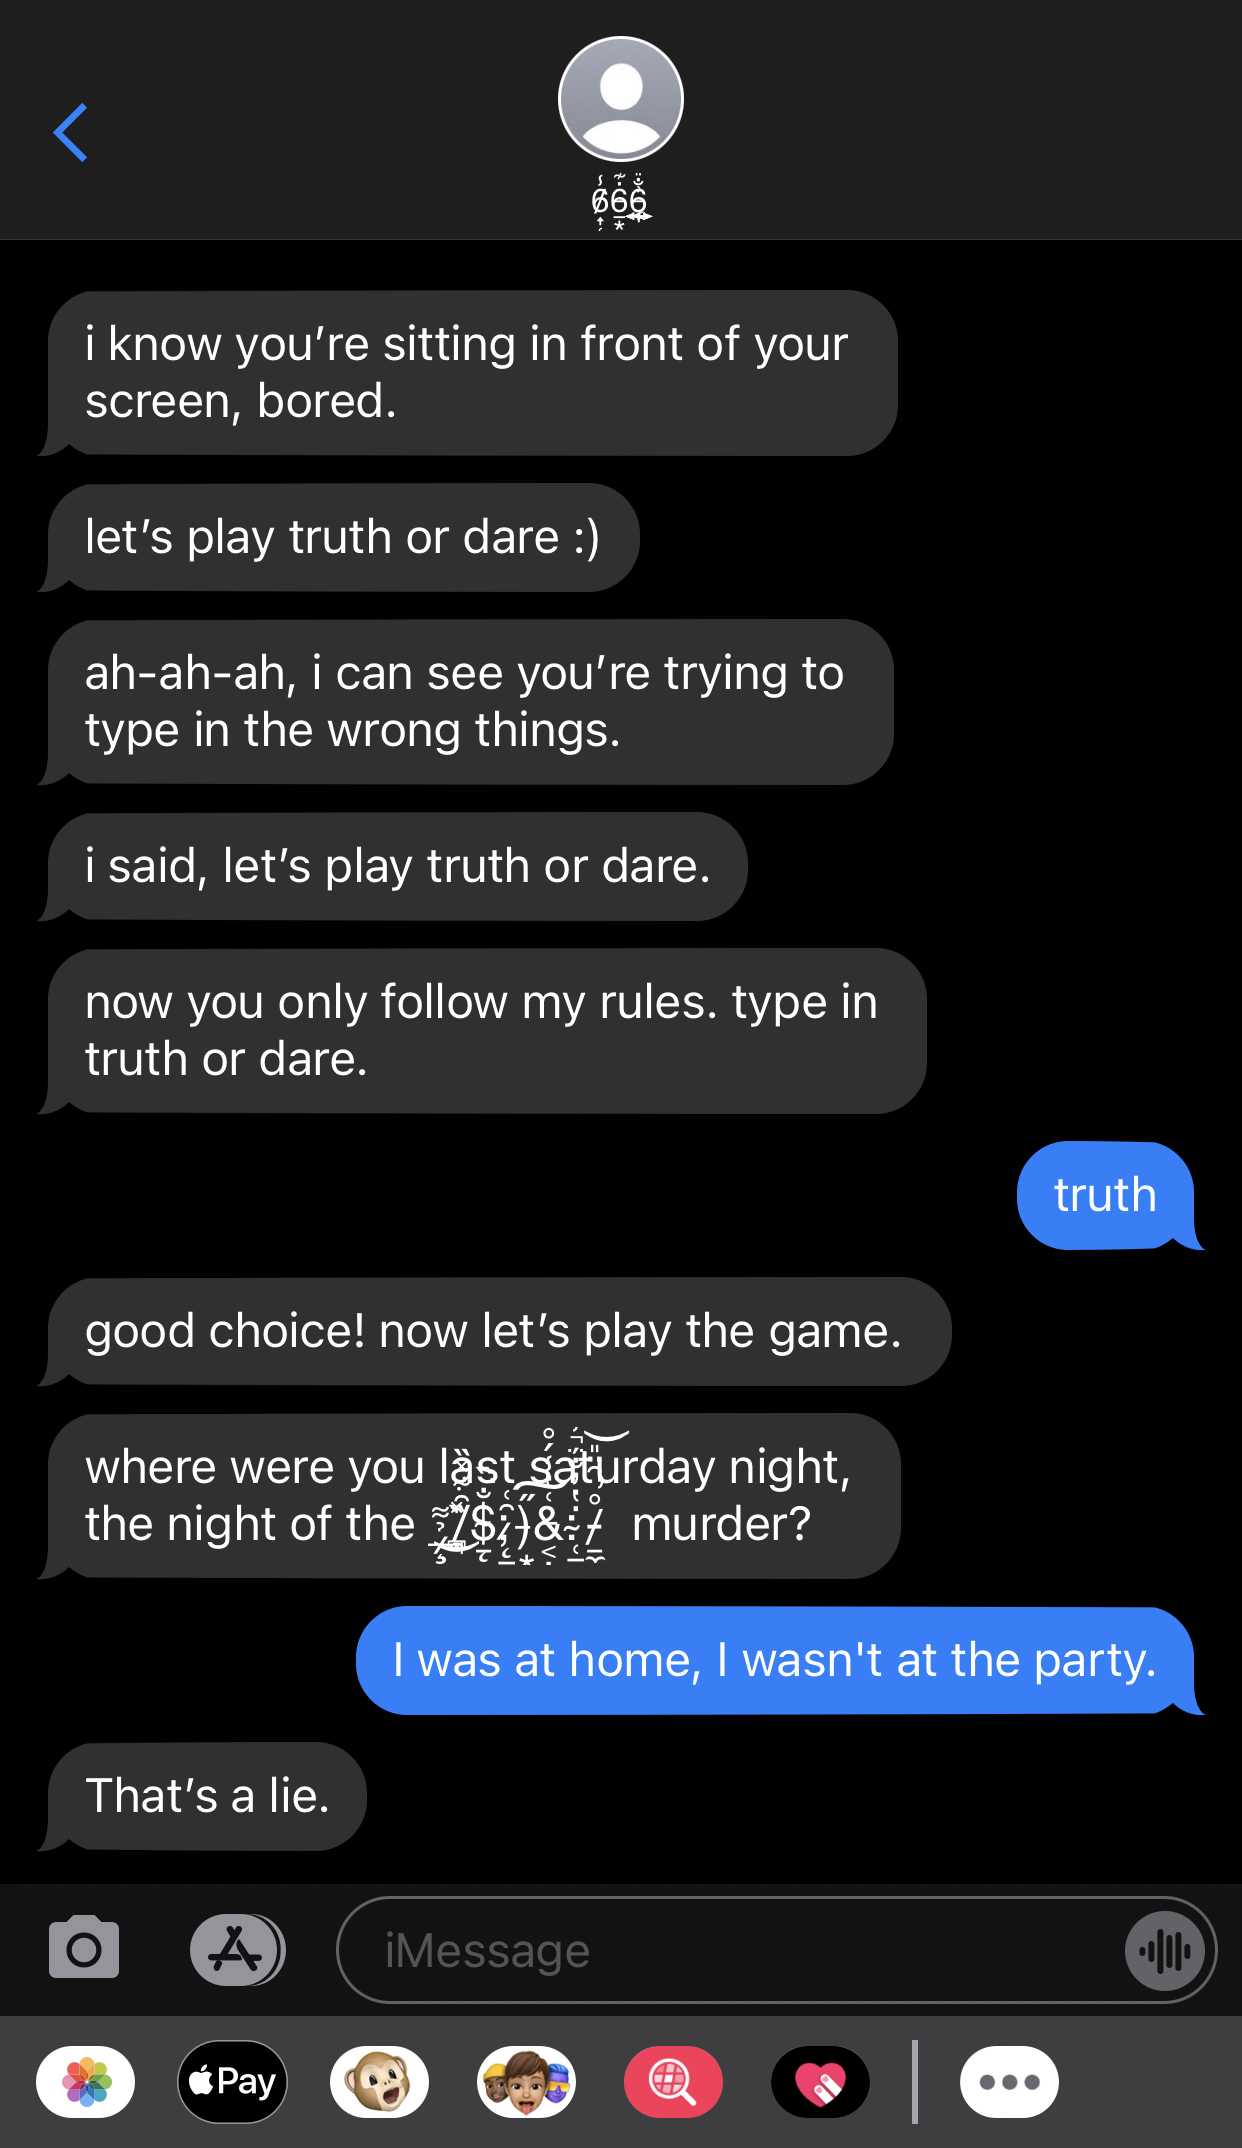 666
i know you're sitting in front of your
screen, bored.
let's play truth or dare :)
ah-ah-ah, i can see you're trying to
type in the wrong things.
i said, let's play truth or dare.
now you only follow my rules. type in
truth or dare.
truth
good choice! now let's play the game.
where were you last saturday night,
the night of the murder?
I was at home, I wasn't at the party.
That's a lie.
iMessage
Pay